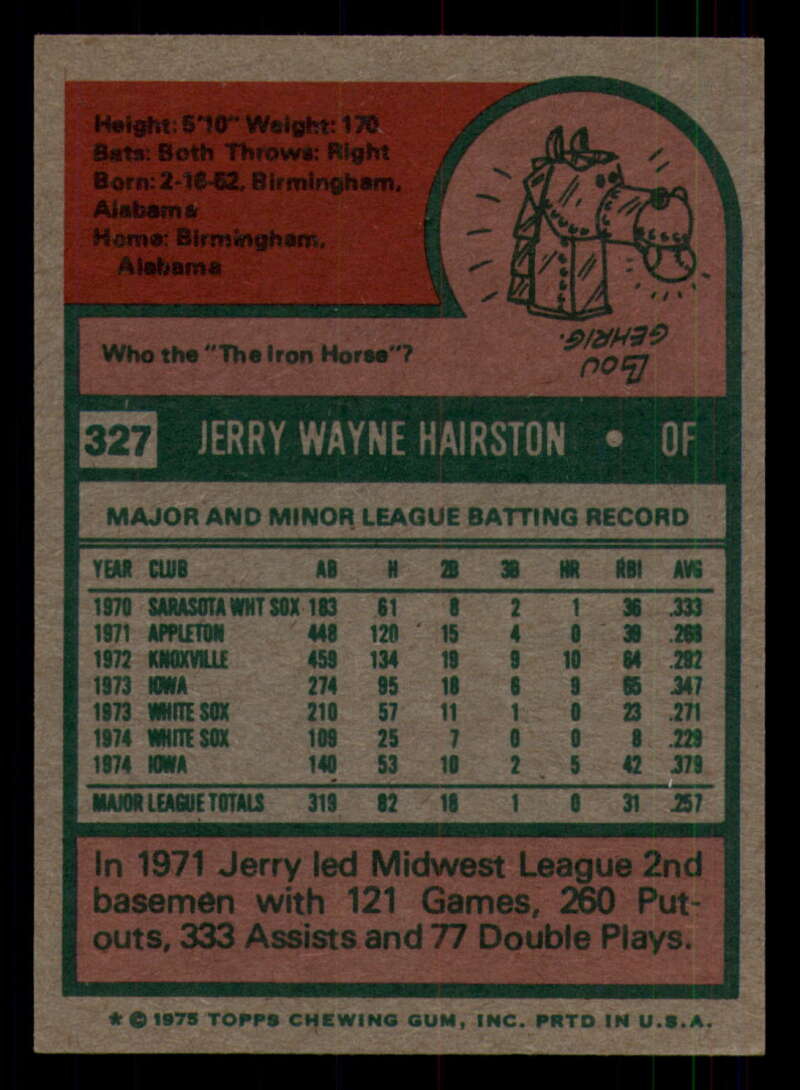 Height: 5'10" Weight: 170
Bats: Both Throws: Right
Born: 2-16-52, Birmingham,
Alabama
Home: Birmingham,
Alabama
LOU
GEHRIG.
Who the "The Iron Horse"?
327 JERRY WAYNE HAIRSTON • OF
MAJOR AND MINOR LEAGUE BATTING RECORD
YEAR CLUB AB H 2B 3B HR RBI AVG
1970 SARASOTA WHT SOX 183 61 8 2 1 36 .333
1971 APPLETON 448 120 15 4 0 39 .268
1972 KNOXVILLE 459 134 19 9 10 64 .292
1973 IOWA 274 95 18 6 9 65 .347
1973 WHITE SOX 210 57 11 1 0 23 .271
1974 WHITE SOX 109 25 7 0 0 8 .229
1974 IOWA 140 53 10 2 5 42 .379
MAJOR LEAGUE TOTALS 319 82 18 1 0 31 .257
In 1971 Jerry led Midwest League 2nd
basemen with 121 Games, 260 Put-
outs, 333 Assists and 77 Double Plays.
* © 1975 TOPPS CHEWING GUM, INC. PRTD IN U.S.A.